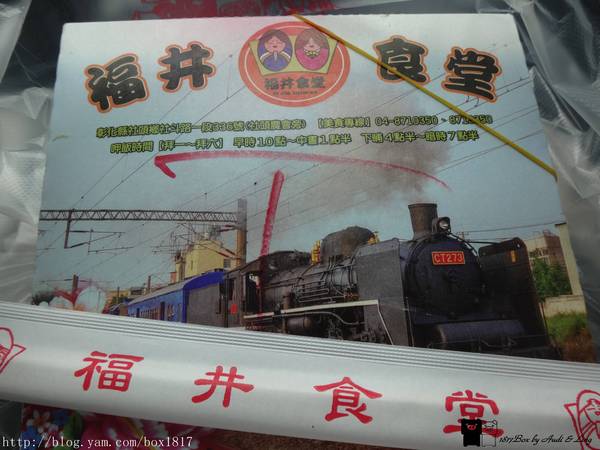 福井食堂
福井食堂
彰化縣社頭鄉社斗路一段336號(社頭農會旁) 【美食專線】04-8710350、
呷飯時間【拜一～拜六】 早時10點～中晝1點半 下晡4點半～暗時7點半
CT273
福井食堂
http://blog.yam.com/box1817
1817Box by Audi & Ling